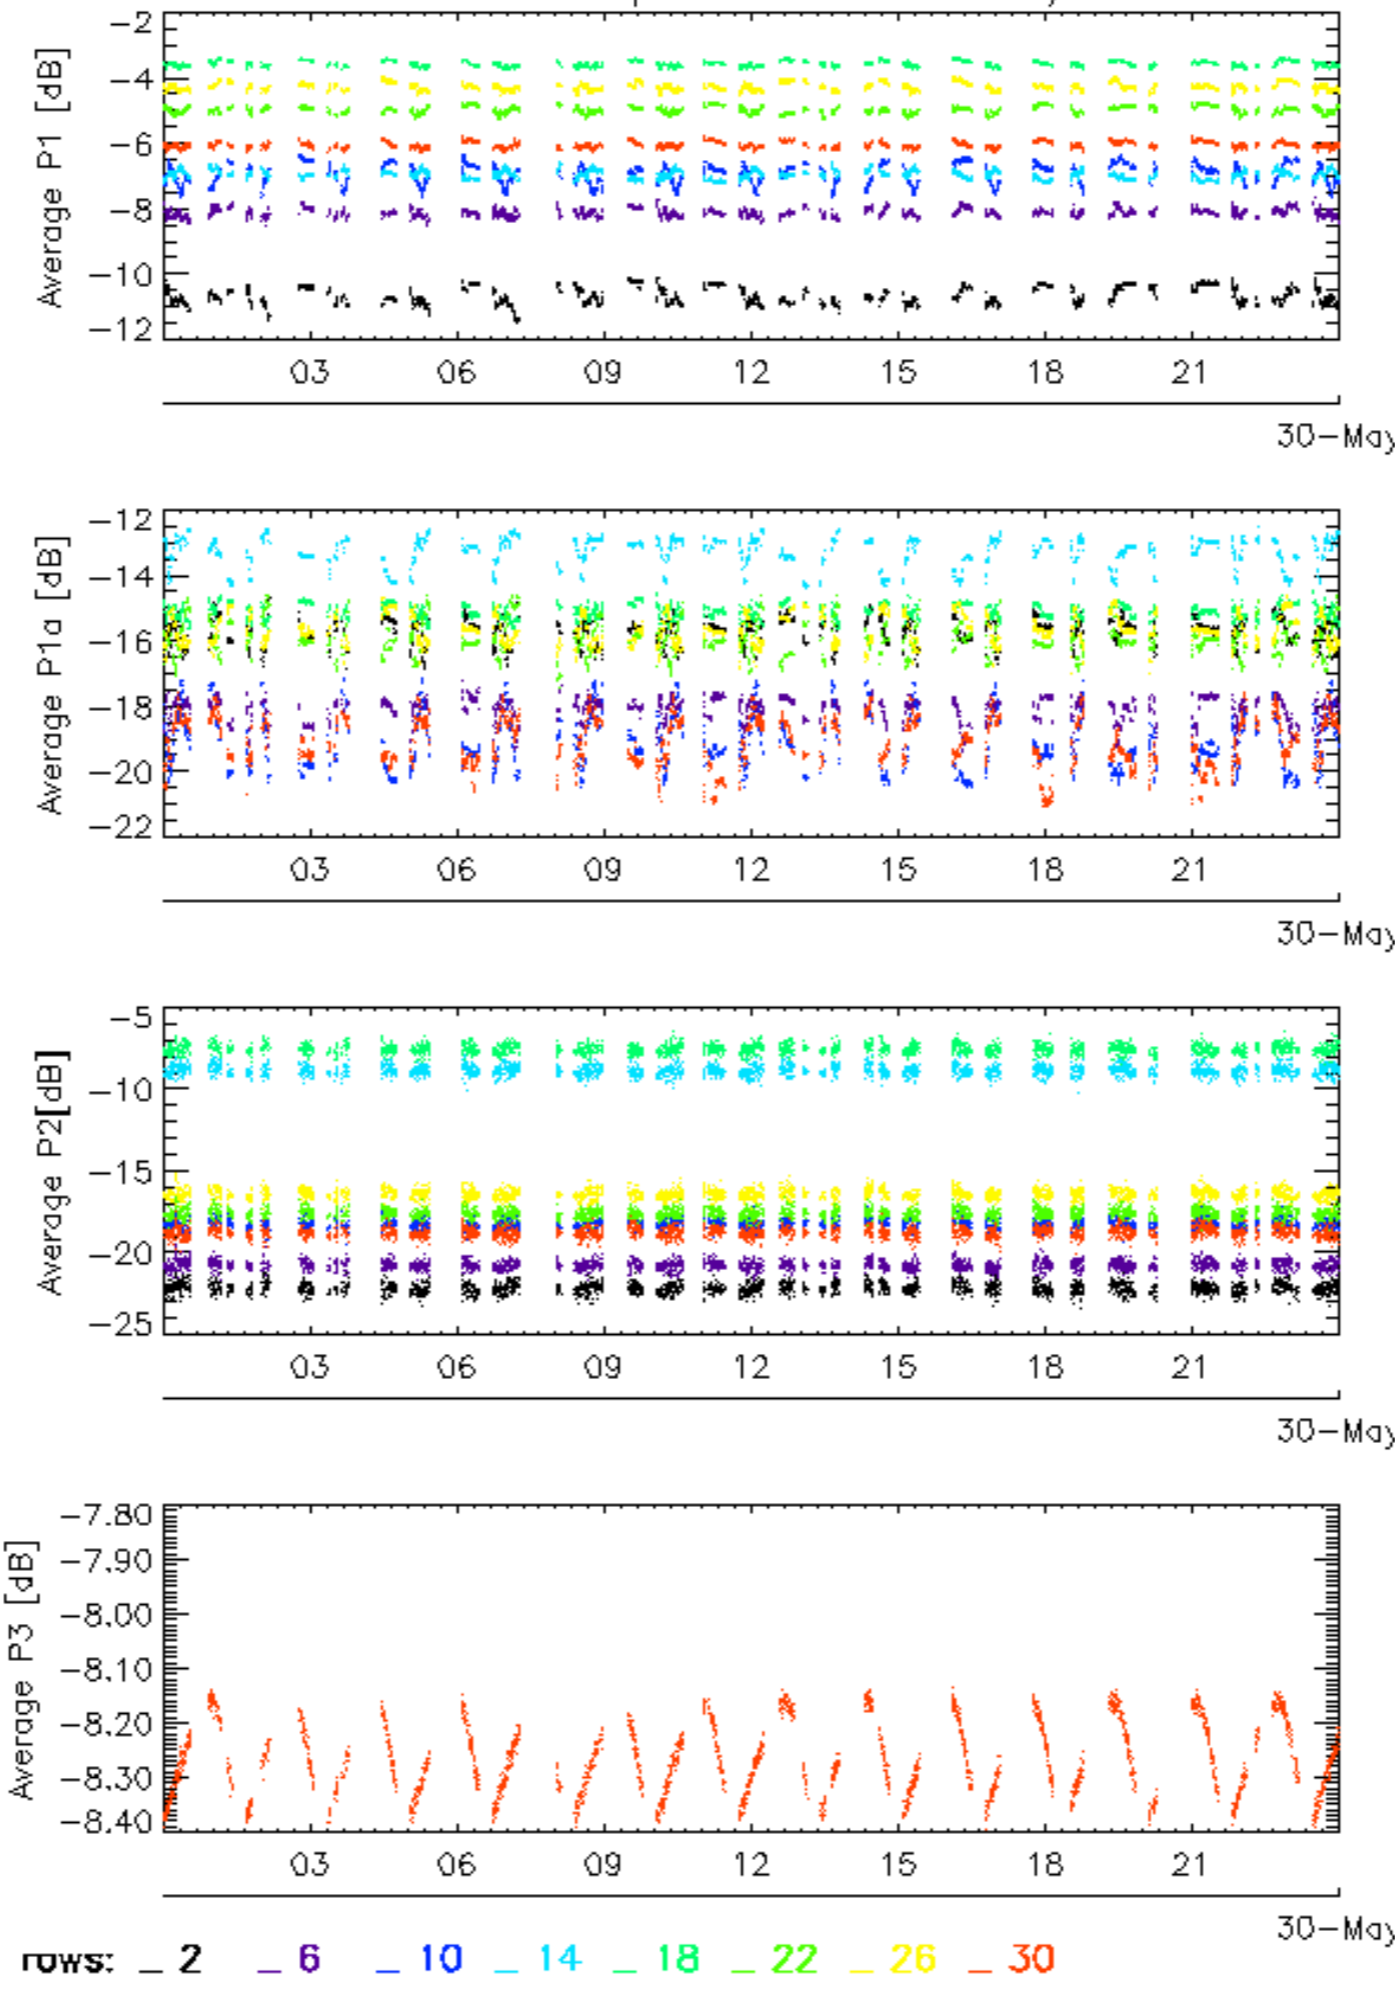 Average P1 [dB]
-2
-4
-6
-8
-10
-12
03 06 09 12 15 18 21
30-May
Average P1a [dB]
-12
-14
-16
-18
-20
-22
03 06 09 12 15 18 21
30-May
Average P2[dB]
-5
-10
-15
-20
-25
03 06 09 12 15 18 21
30-May
Average P3 [dB]
-7.80
-7.90
-8.00
-8.10
-8.20
-8.30
-8.40
03 06 09 12 15 18 21
30-May
rows: _ 2 _ 6 _ 10 _ 14 _ 18 _ 22 _ 26 _ 30